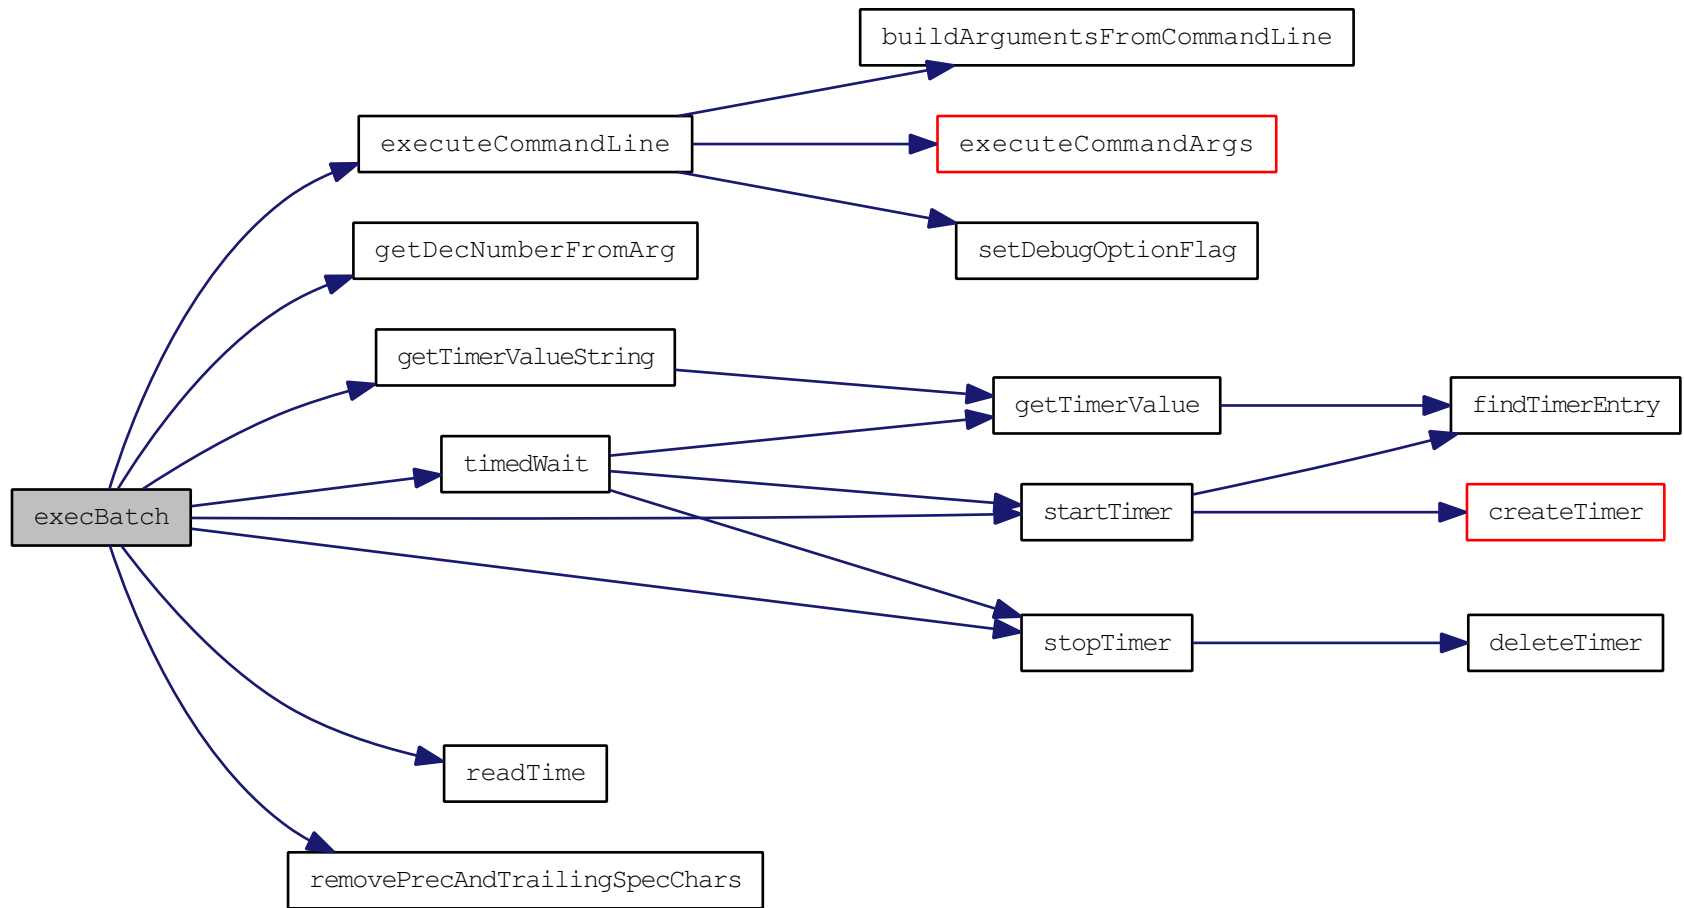 buildArgumentsFromCommandLine
executeCommandLine
executeCommandArgs
getDecNumberFromArg
setDebugOptionFlag
getTimerValueString
getTimerValue
findTimerEntry
timedWait
execBatch
startTimer
createTimer
stopTimer
deleteTimer
readTime
removePrecAndTrailingSpecChars